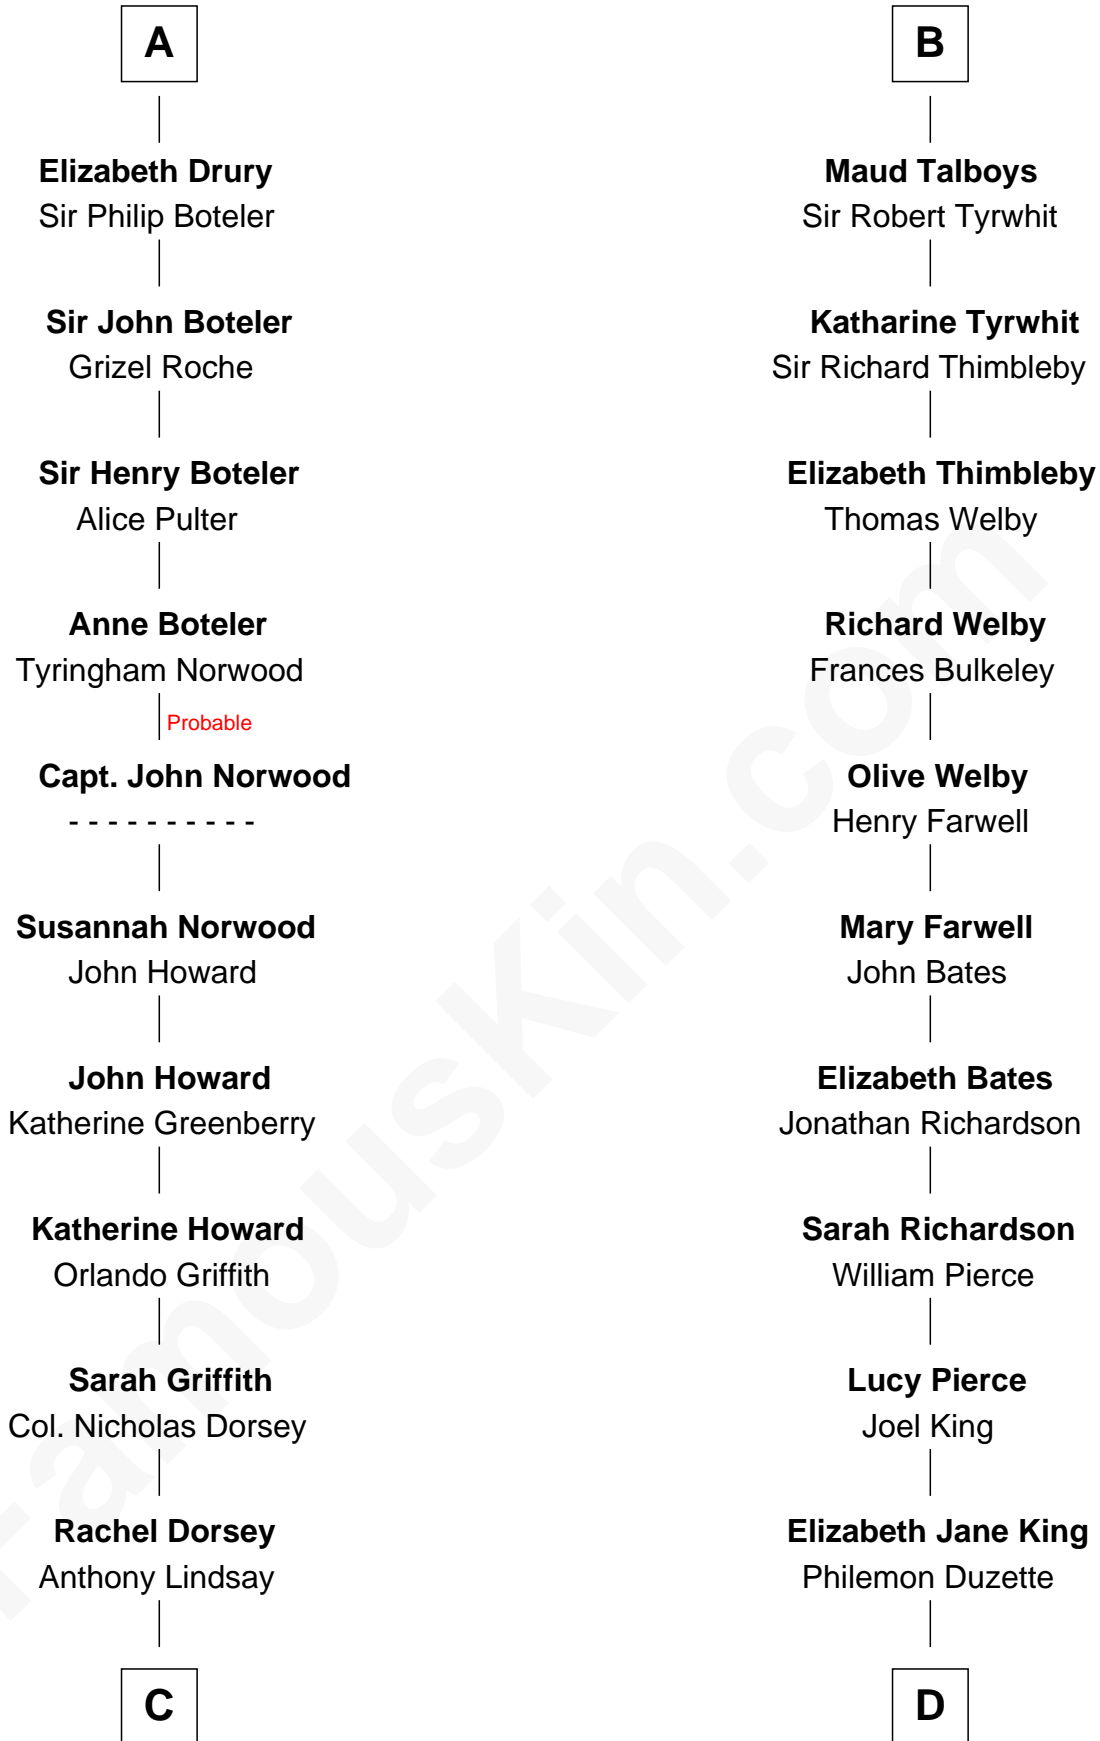 A
Elizabeth Drury
Sir Philip Boteler
Sir John Boteler
Grizel Roche
Sir Henry Boteler
Alice Pulter
Anne Boteler
Tyringham Norwood
Probable
Capt. John Norwood
- - - - - - - - - -
Susannah Norwood
John Howard
John Howard
Katherine Greenberry
Katherine Howard
Orlando Griffith
Sarah Griffith
Col. Nicholas Dorsey
Rachel Dorsey
Anthony Lindsay
C
B
Maud Talboys
Sir Robert Tyrwhit
Katharine Tyrwhit
Sir Richard Thimbleby
Elizabeth Thimbleby
Thomas Welby
Richard Welby
Frances Bulkeley
Olive Welby
Henry Farwell
Mary Farwell
John Bates
Elizabeth Bates
Jonathan Richardson
Sarah Richardson
William Pierce
Lucy Pierce
Joel King
Elizabeth Jane King
Philemon Duzette
D
FamousKin.com